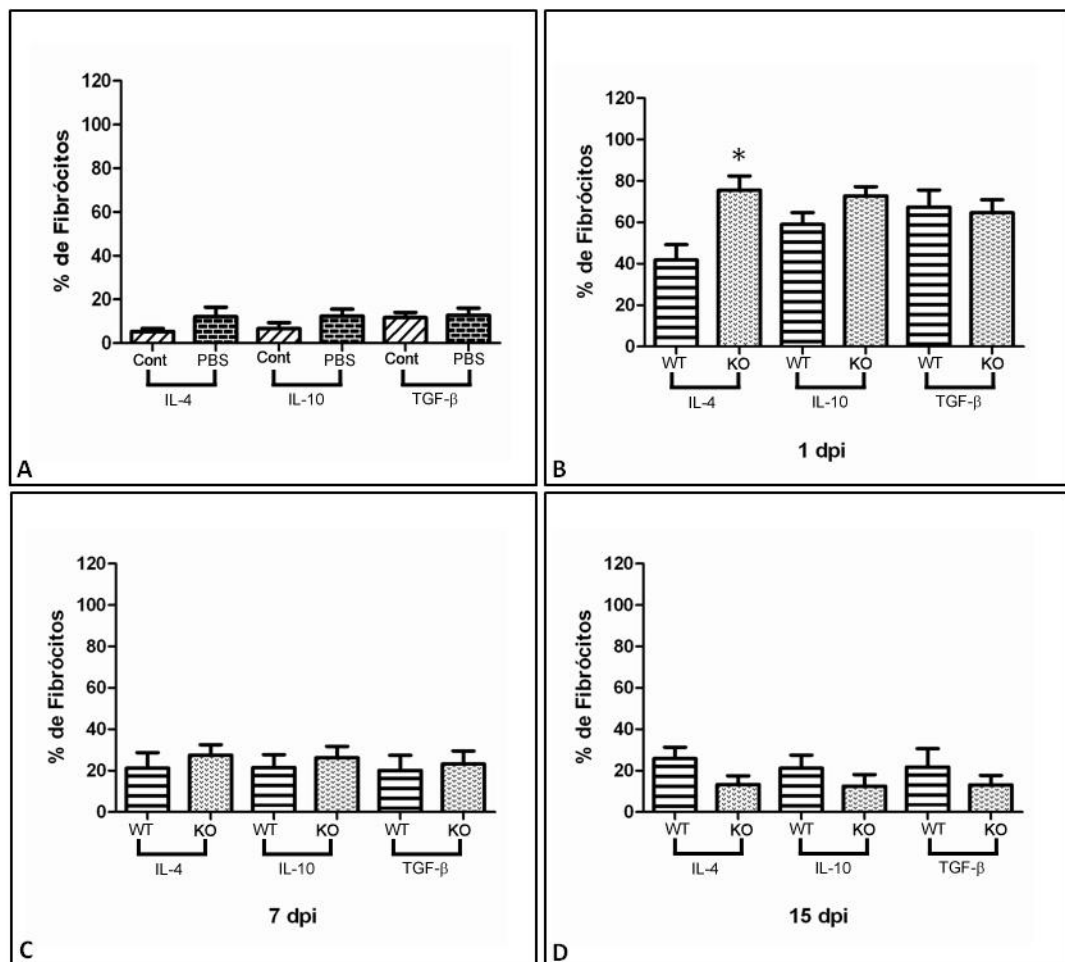 120
100
80
60
40
20
0
% de Fibrócitos
Cont PBS Cont PBS Cont PBS
IL-4 IL-10 TGF-β
A
120
100
80
60
40
20
0
% de Fibrócitos
*
WT KO WT KO WT KO
IL-4 IL-10 TGF-β
1 dpi
B
120
100
80
60
40
20
0
% de Fibrócitos
WT KO WT KO WT KO
IL-4 IL-10 TGF-β
7 dpi
C
120
100
80
60
40
20
0
% de Fibrócitos
WT KO WT KO WT KO
IL-4 IL-10 TGF-β
15 dpi
D